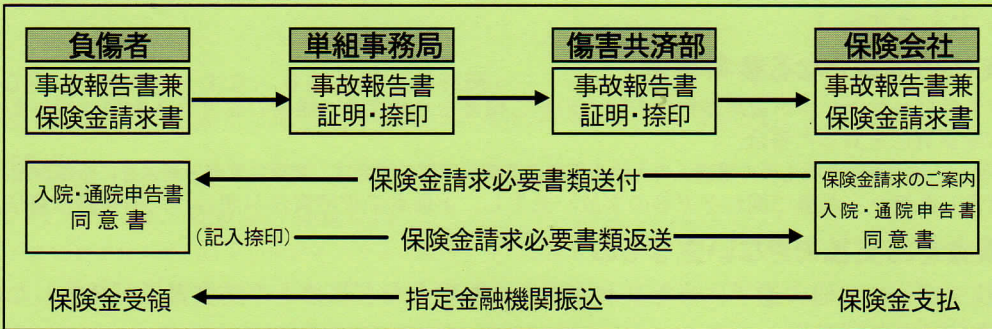 負傷者
単組事務局
傷害共済部
保険会社
事故報告書兼
保険金請求書
事故報告書
証明・捺印
事故報告書
証明・捺印
事故報告書兼
保険金請求書
入院・通院申告書
同意書
保険金請求必要書類送付
保険金請求のご案内
入院・通院申告書
同意書
(記入捺印)
保険金請求必要書類返送
保険金受領
指定金融機関振込
保険金支払